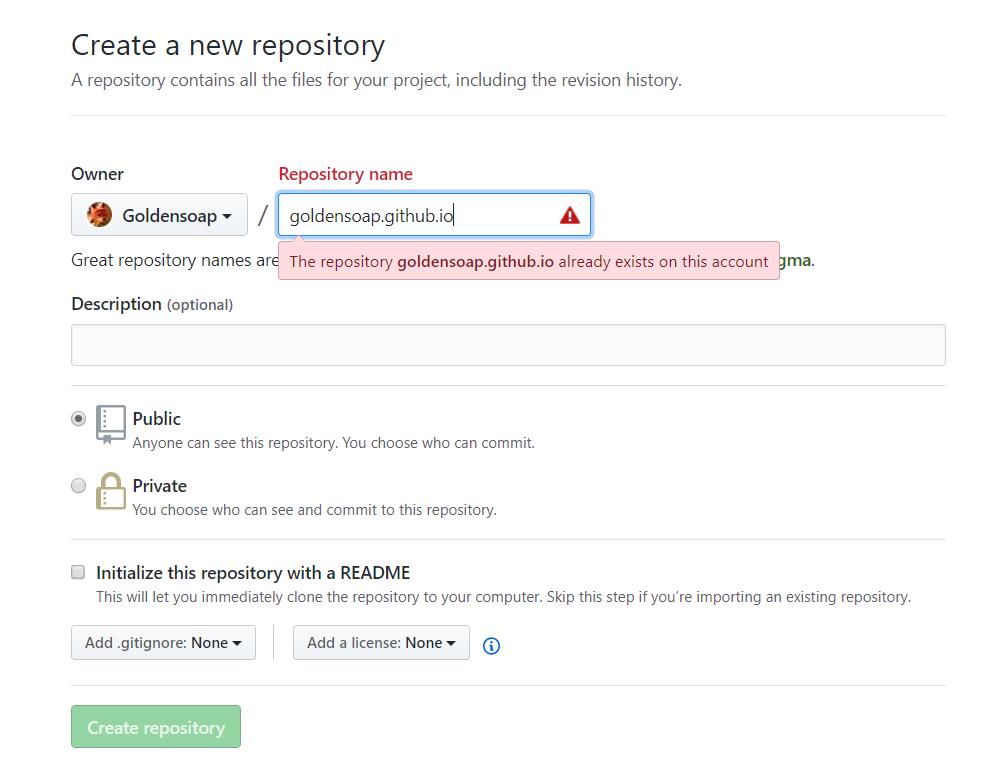 Create a new repository
A repository contains all the files for your project, including the revision history.
Owner
Repository name
Goldensoap / goldensoap.github.io
Great repository names are
The repository goldensoap.github.io already exists on this account
Description (optional)
Public
Anyone can see this repository. You choose who can commit.
Private
You choose who can see and commit to this repository.
Initialize this repository with a README
This will let you immediately clone the repository to your computer. Skip this step if you’re importing an existing repository.
Add .gitignore: None
Add a license: None
Create repository